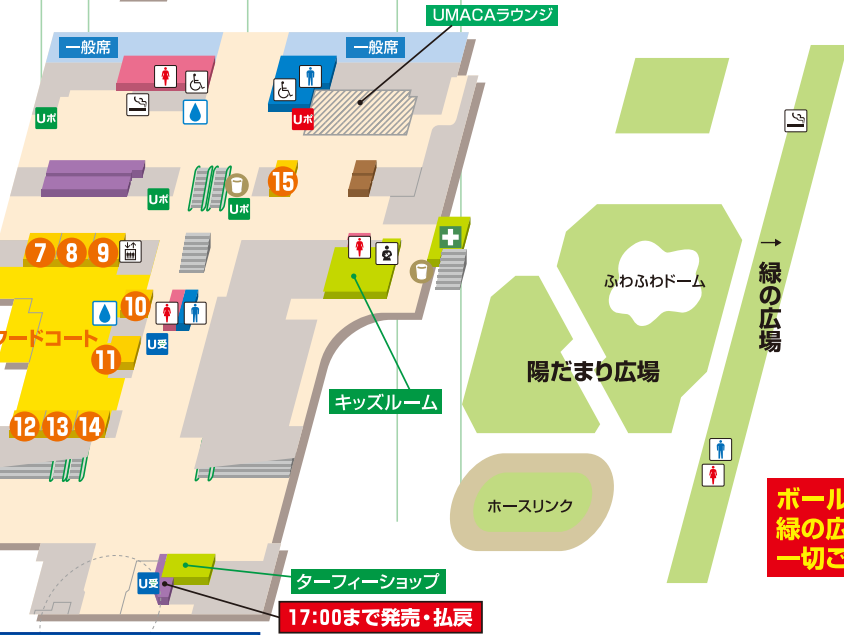 UMACAラウンジ
一般席
一般席
Uポ
Uポ
Uポ
Uポ
15
7
8
9
10
フードコート
11
U受
12
13
14
キッズルーム
ふわふわドーム
陽だまり広場
→緑の広場
ホースリンク
ボール
緑の広
一切ご
U受
ターフィーショップ
17:00まで発売・払戻